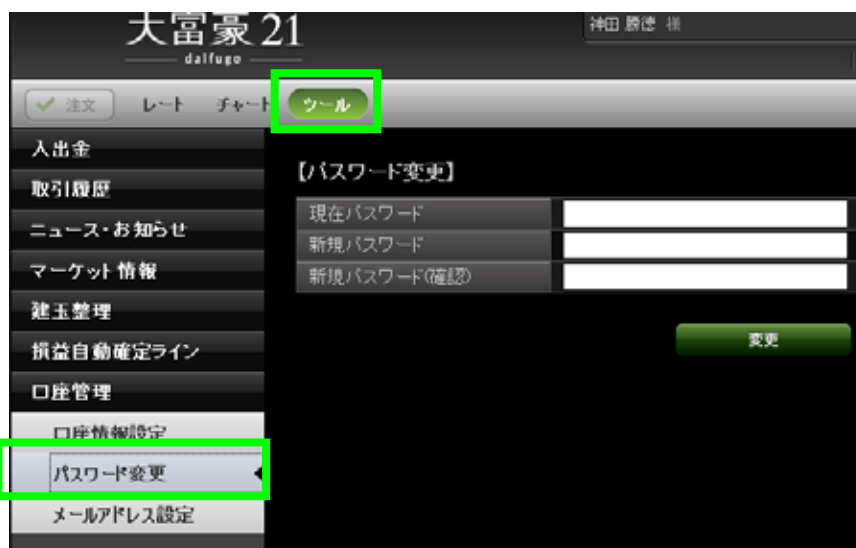 大富豪21
daifugo
神田 勝徳 様
注文 レート チャート ツール
入出金
取引履歴
ニュース・お知らせ
マーケット情報
建玉整理
損益自動確定ライン
口座管理
口座情報設定
パスワード変更
メールアドレス設定
【パスワード変更】
現在パスワード
新規パスワード
新規パスワード(確認)
変更